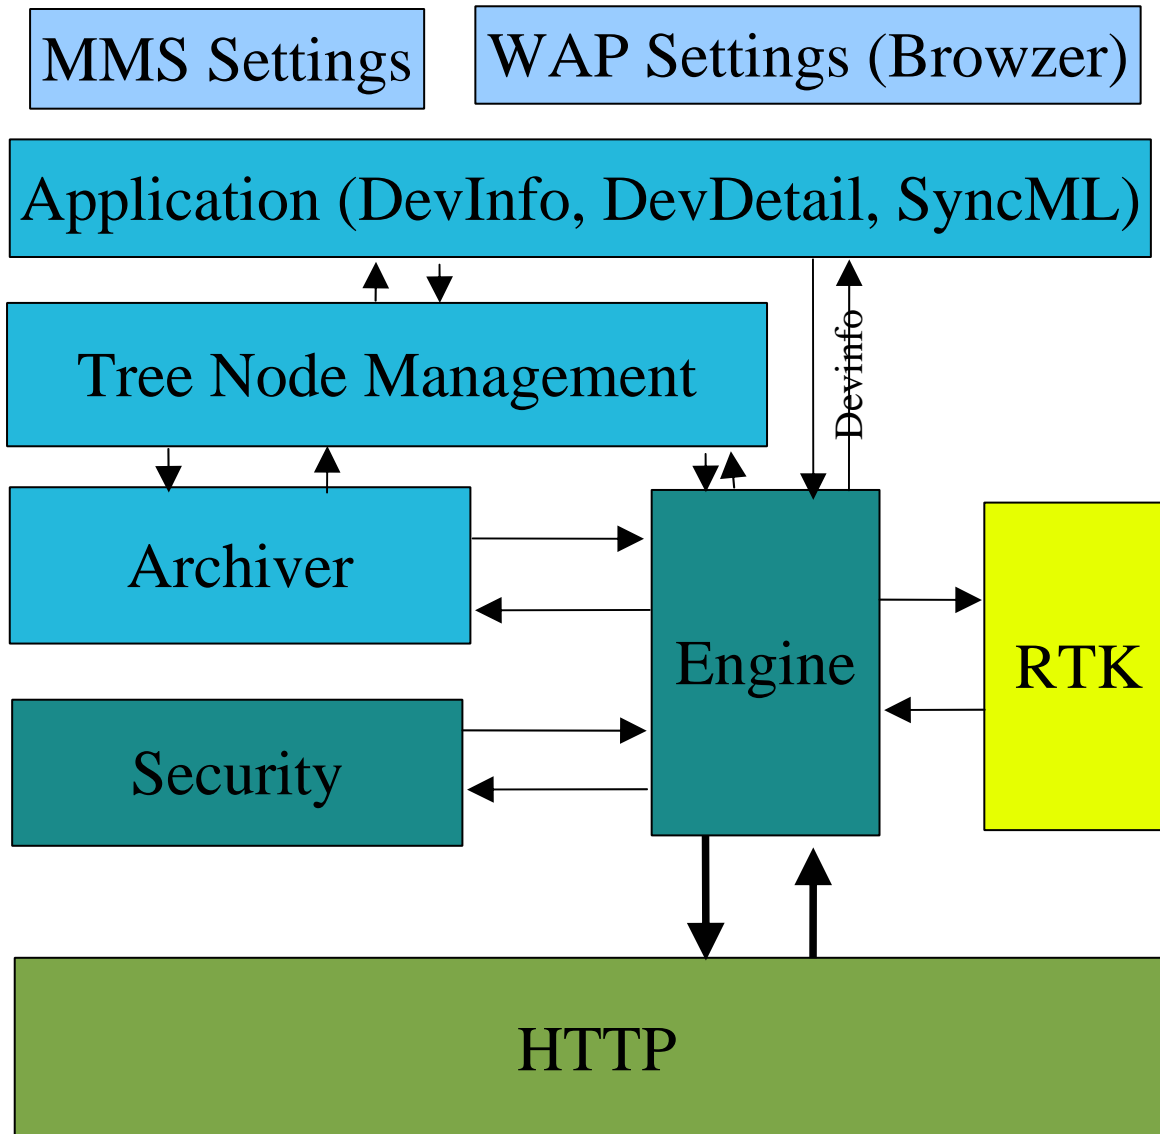 MMS Settings
WAP Settings (Browzer)
Application (DevInfo, DevDetail, SyncML)
Devinfo
Tree Node Management
Archiver
Engine
RTK
Security
HTTP